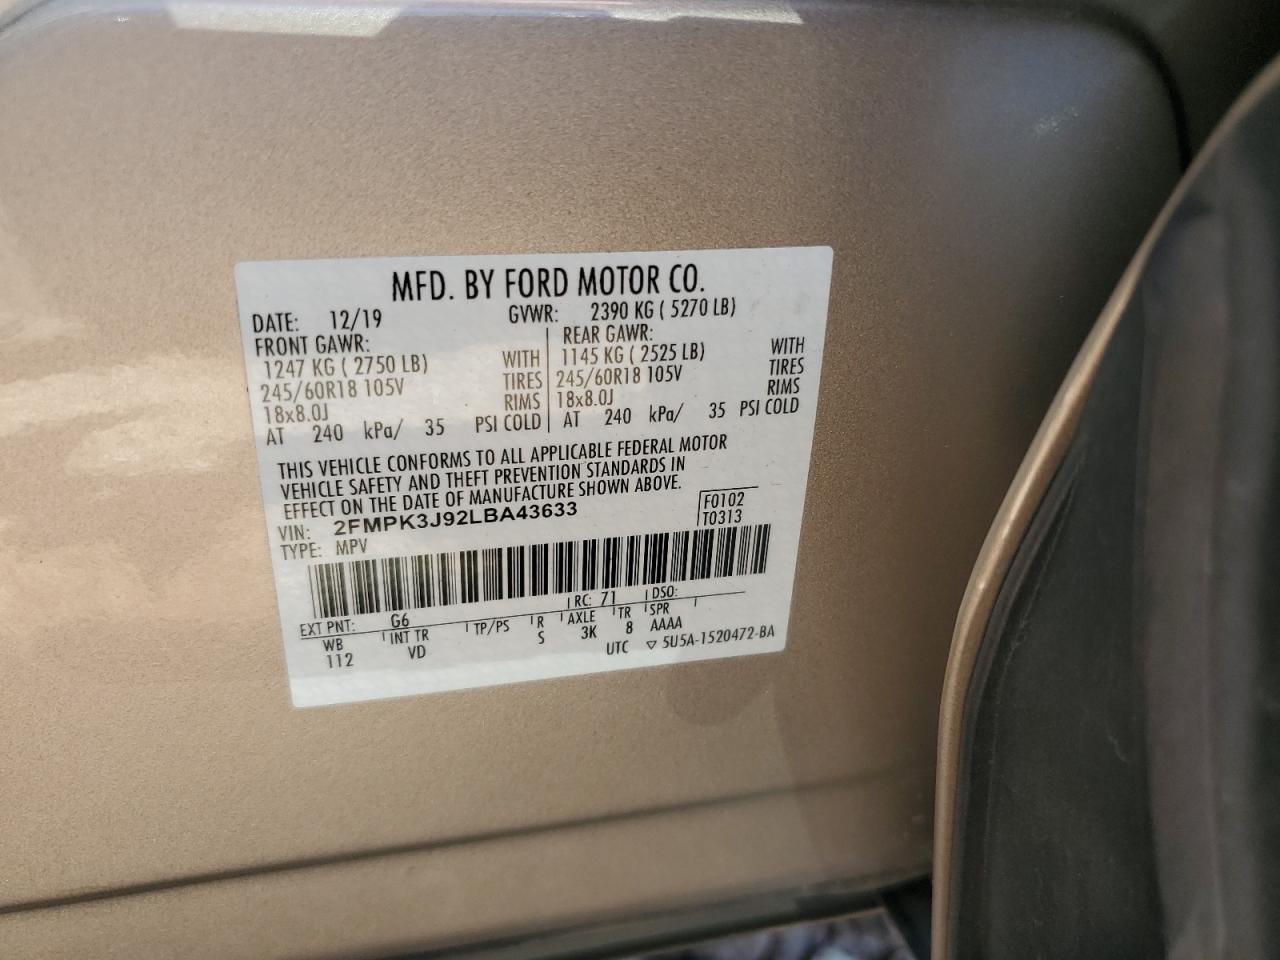 MFD. BY FORD MOTOR CO.
DATE: 12/19 GVWR: 2390 KG ( 5270 LB)
FRONT GAWR: REAR GAWR:
1247 KG ( 2750 LB) WITH 1145 KG ( 2525 LB) WITH
245/60R18 105V TIRES 245/60R18 105V TIRES
18x8.0J RIMS 18x8.0J RIMS
AT 240 kPa/ 35 PSI COLD AT 240 kPa/ 35 PSI COLD
THIS VEHICLE CONFORMS TO ALL APPLICABLE FEDERAL MOTOR
VEHICLE SAFETY AND THEFT PREVENTION STANDARDS IN
EFFECT ON THE DATE OF MANUFACTURE SHOWN ABOVE.
VIN: 2FMPK3J92LBA43633 F0102
TYPE: MPV T0313
EXT PNT: G6 RC: 71 DSO:
WB INT TR TP/PS R AXLE TR SPR
112 VD S 3K 8 AAAA
UTC ▽ 5U5A-1520472-BA